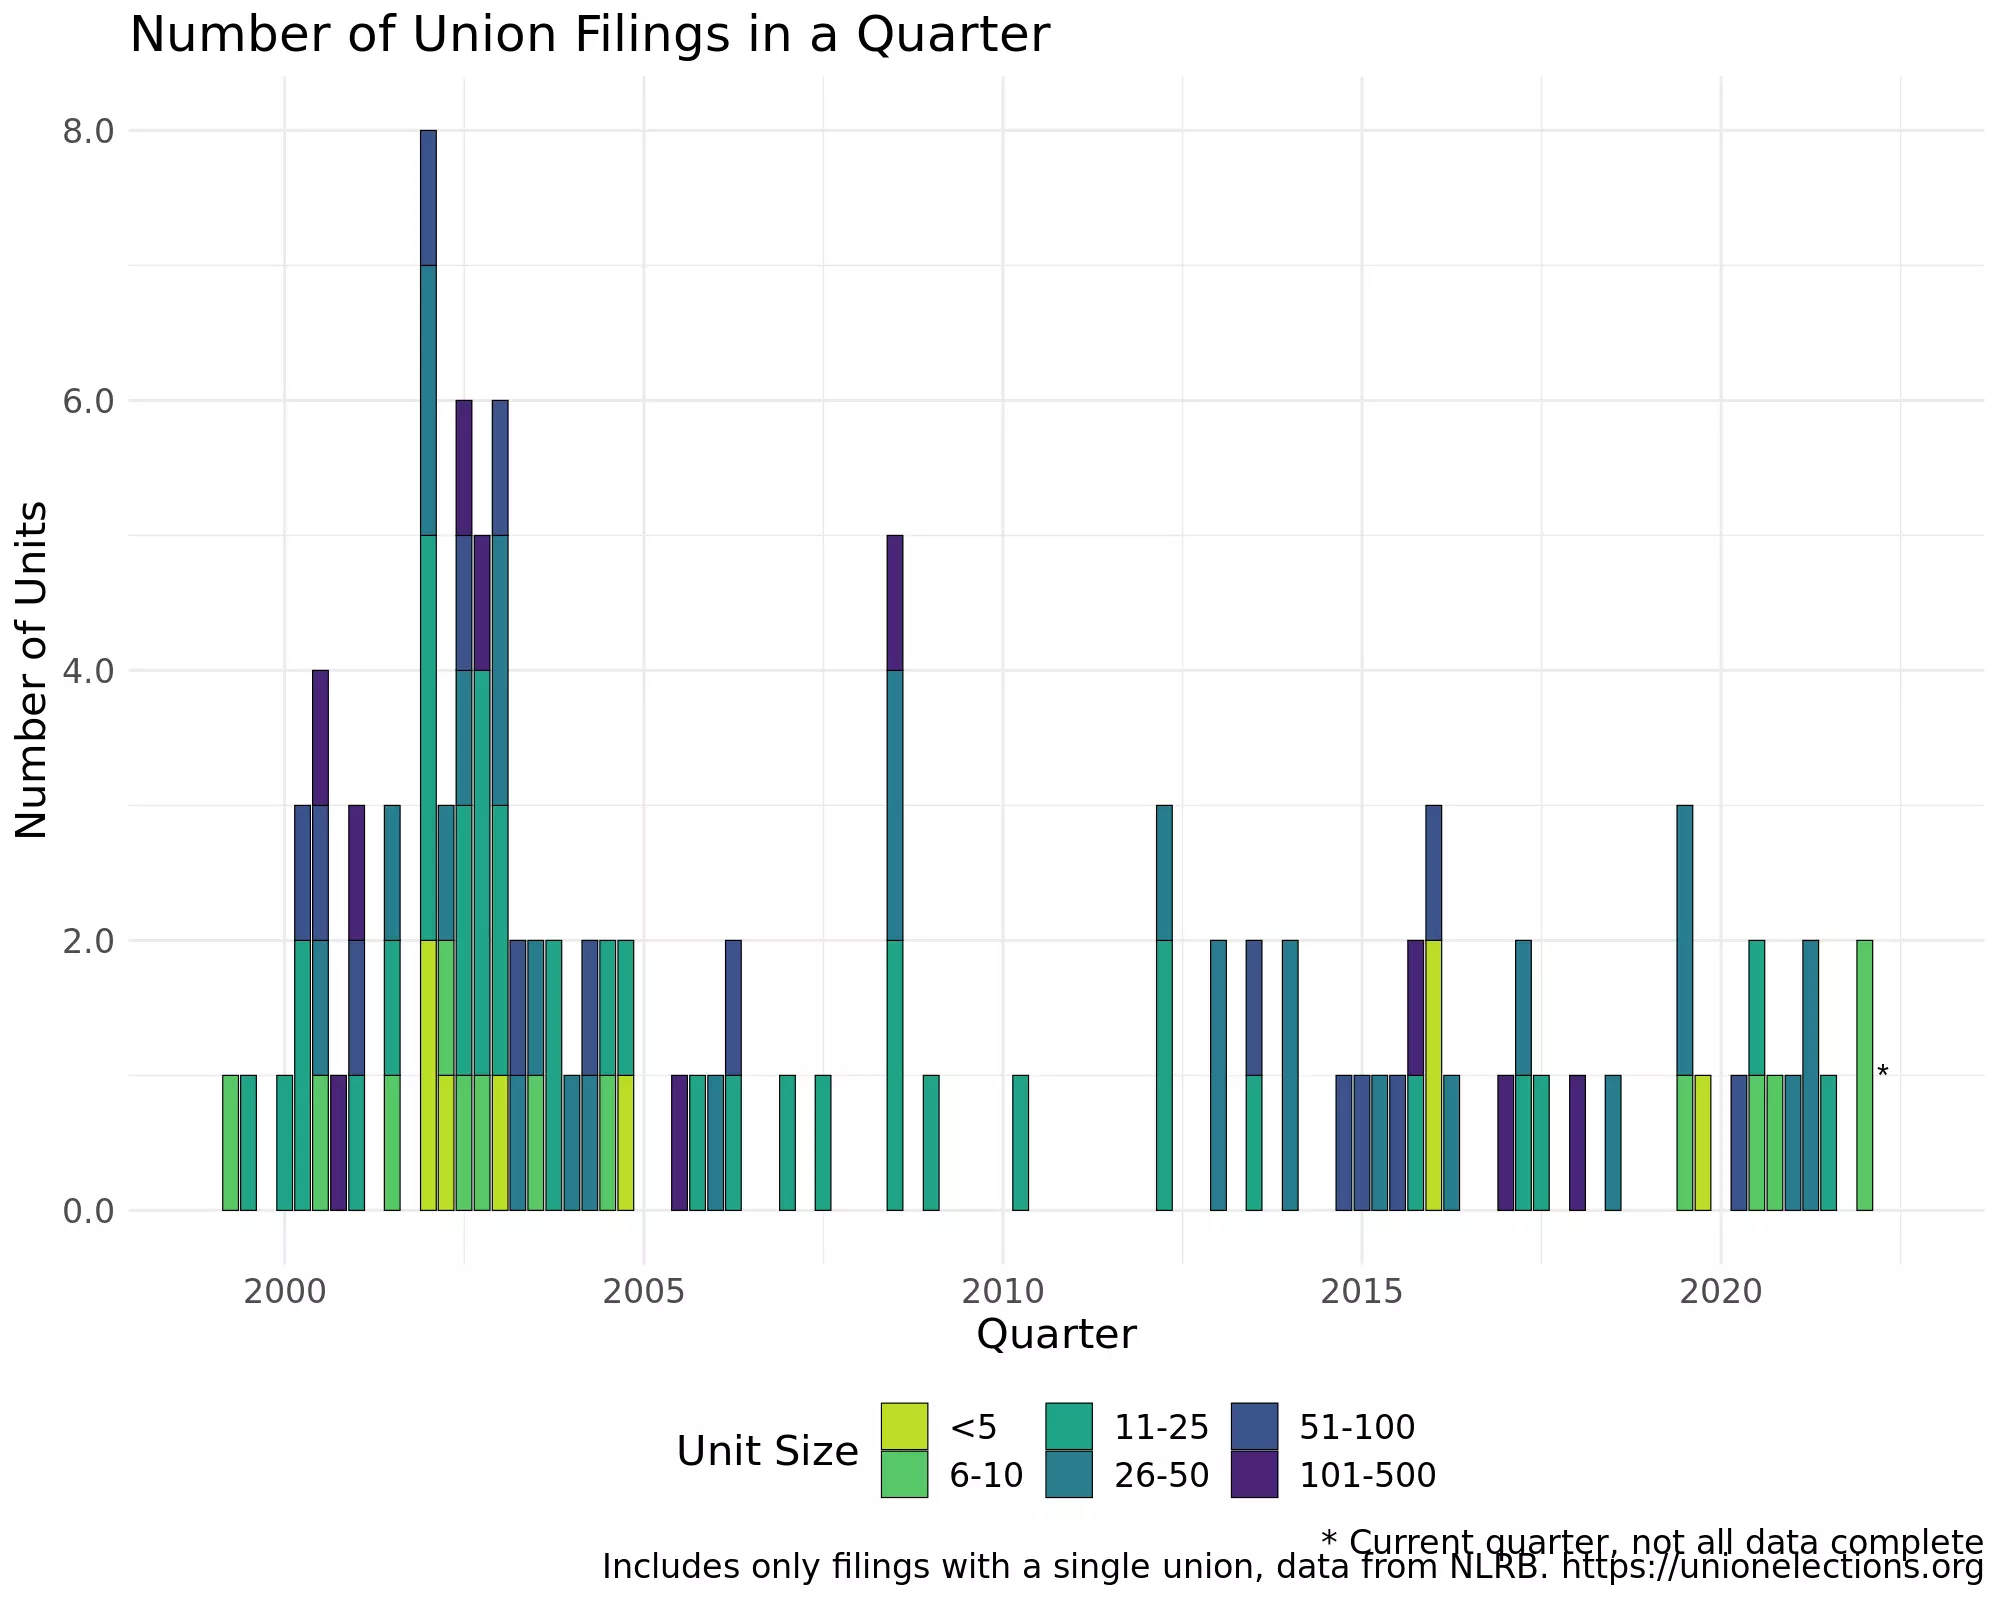 Number of Union Filings in a Quarter
8.0
6.0
4.0
2.0
0.0
Number of Units
*
2000 2005 2010 2015 2020
Quarter
Unit Size
<5 11-25 51-100
6-10 26-50 101-500
* Current quarter, not all data complete
Includes only filings with a single union, data from NLRB. https://unionelections.org